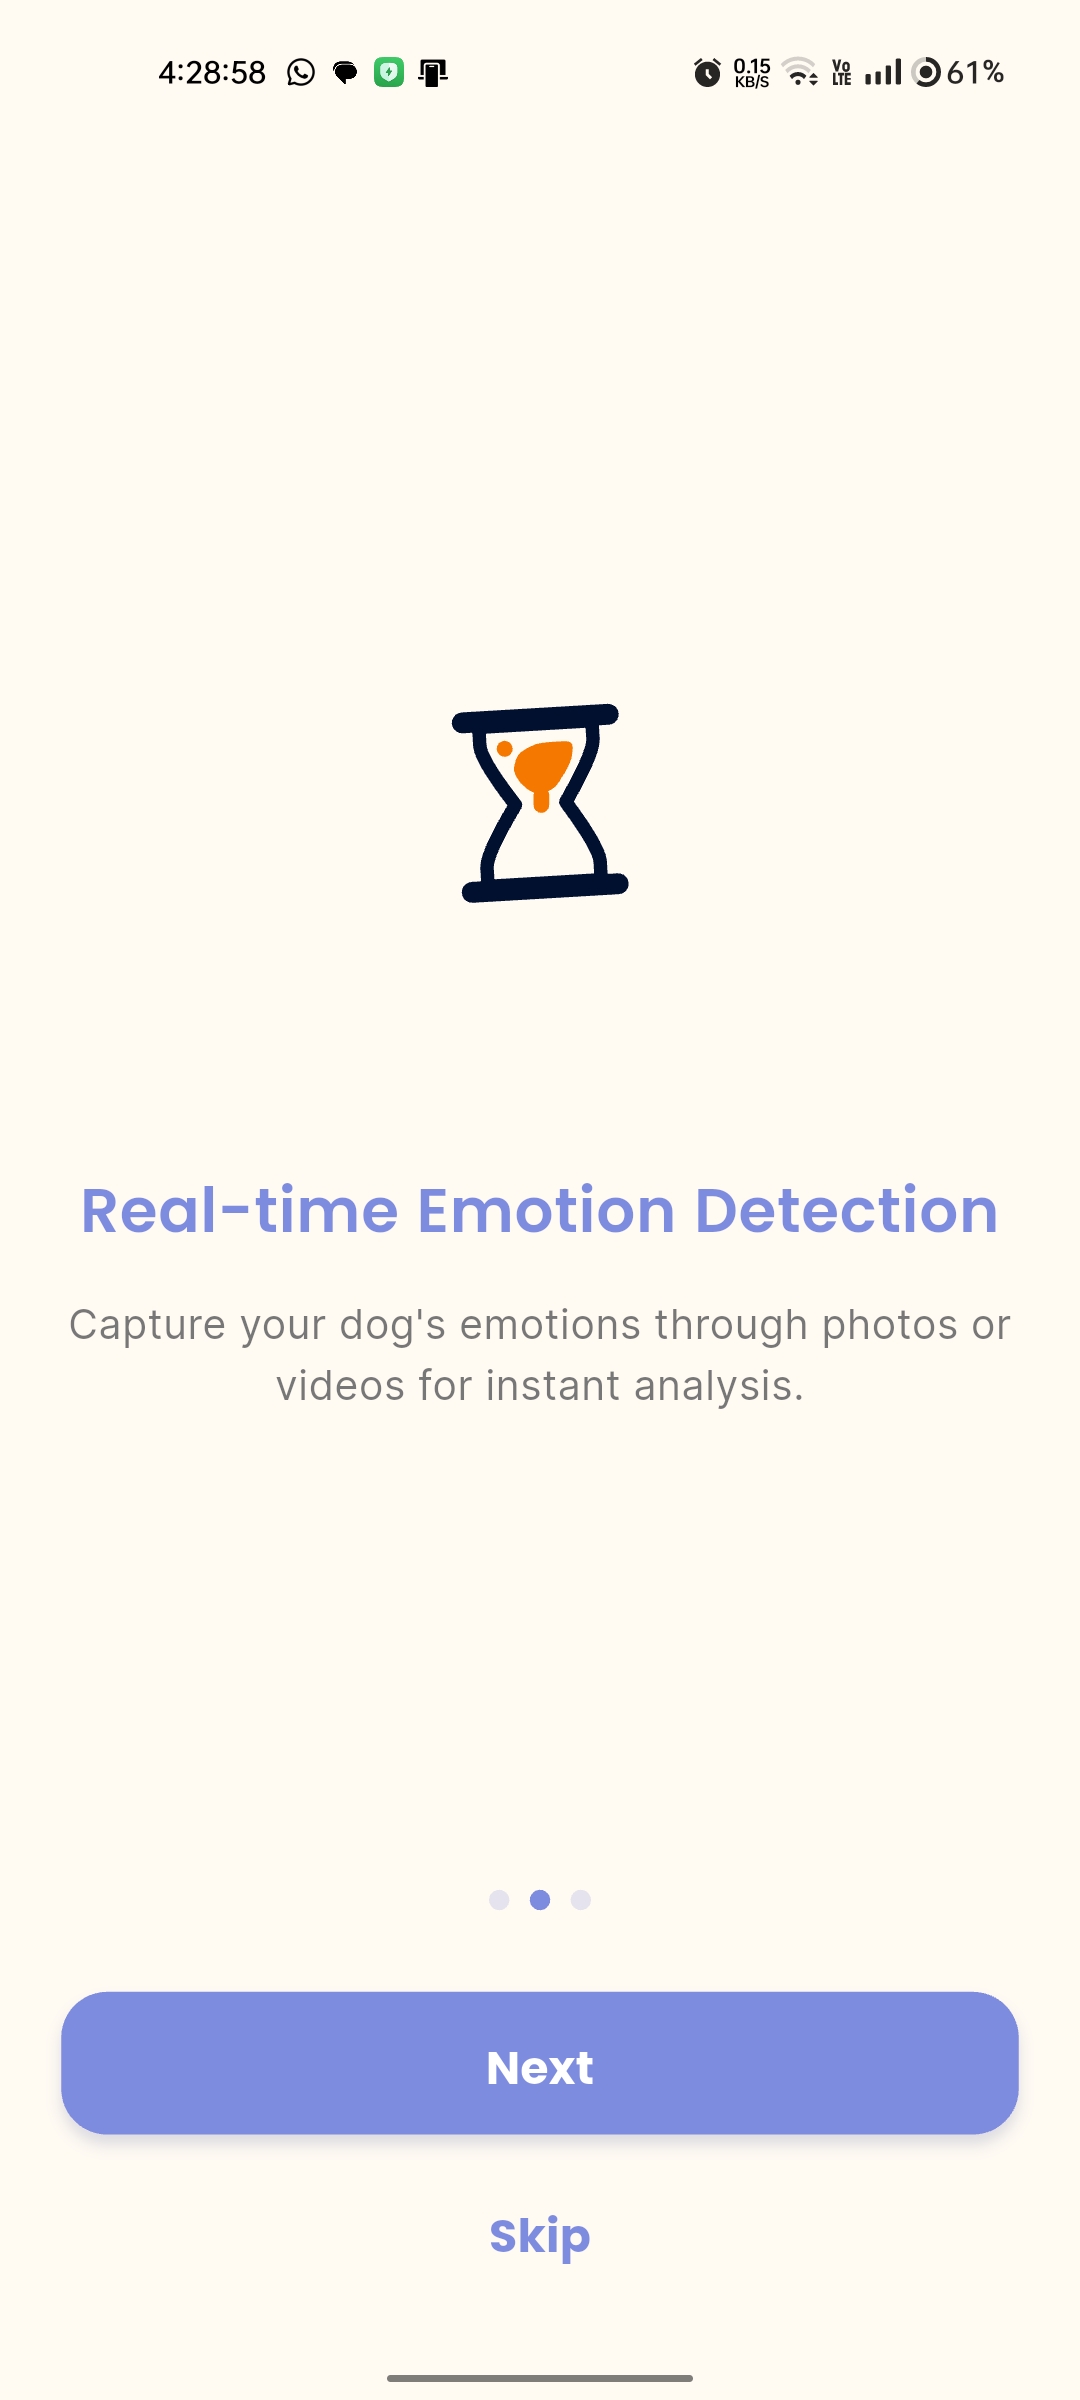 4:28:58 0.15 KB/S Vo LTE 61%
Real-time Emotion Detection
Capture your dog's emotions through photos or
videos for instant analysis.
Next
Skip